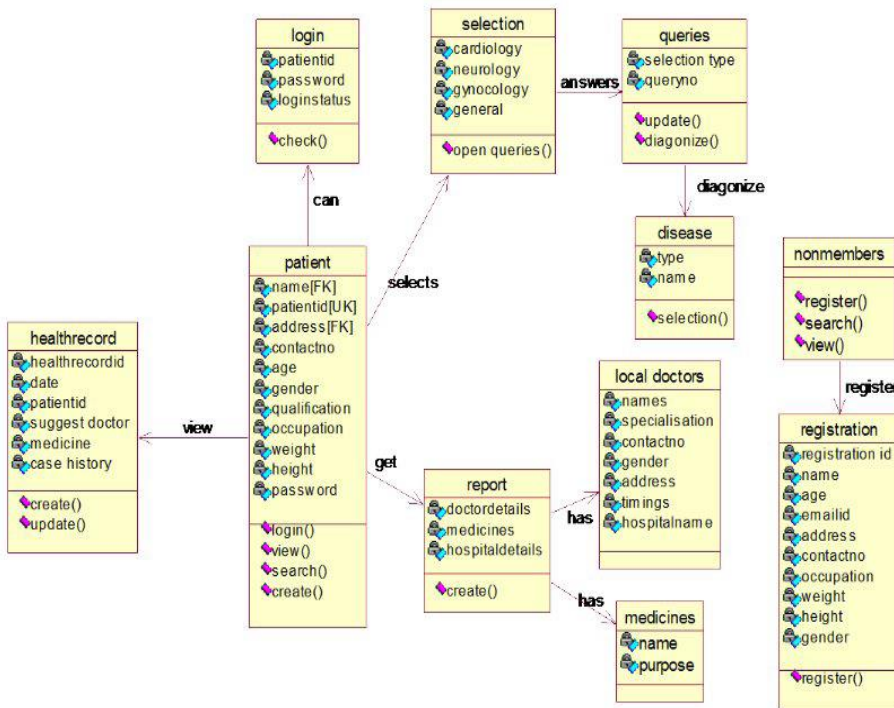 login
patientid
password
loginstatus
check()
can
selection
cardiology
neurology
gynocology
general
open queries()
answers
queries
selection type
queryno
update()
diagonize()
diagonize
disease
type
name
selection()
nonmembers
register()
search()
view()
register
registration
registration id
name
age
emailid
address
contactno
occupation
weight
height
gender
register()
patient
name[FK]
patientid[UK]
address[FK]
contactno
age
gender
qualification
occupation
weight
height
password
login()
view()
search()
create()
selects
view
healthrecord
healthrecordid
date
patientid
suggest doctor
medicine
case history
create()
update()
get
report
doctordetails
medicines
hospitaldetails
create()
has
local doctors
names
specialisation
contactno
gender
address
timings
hospitalname
has
medicines
name
purpose